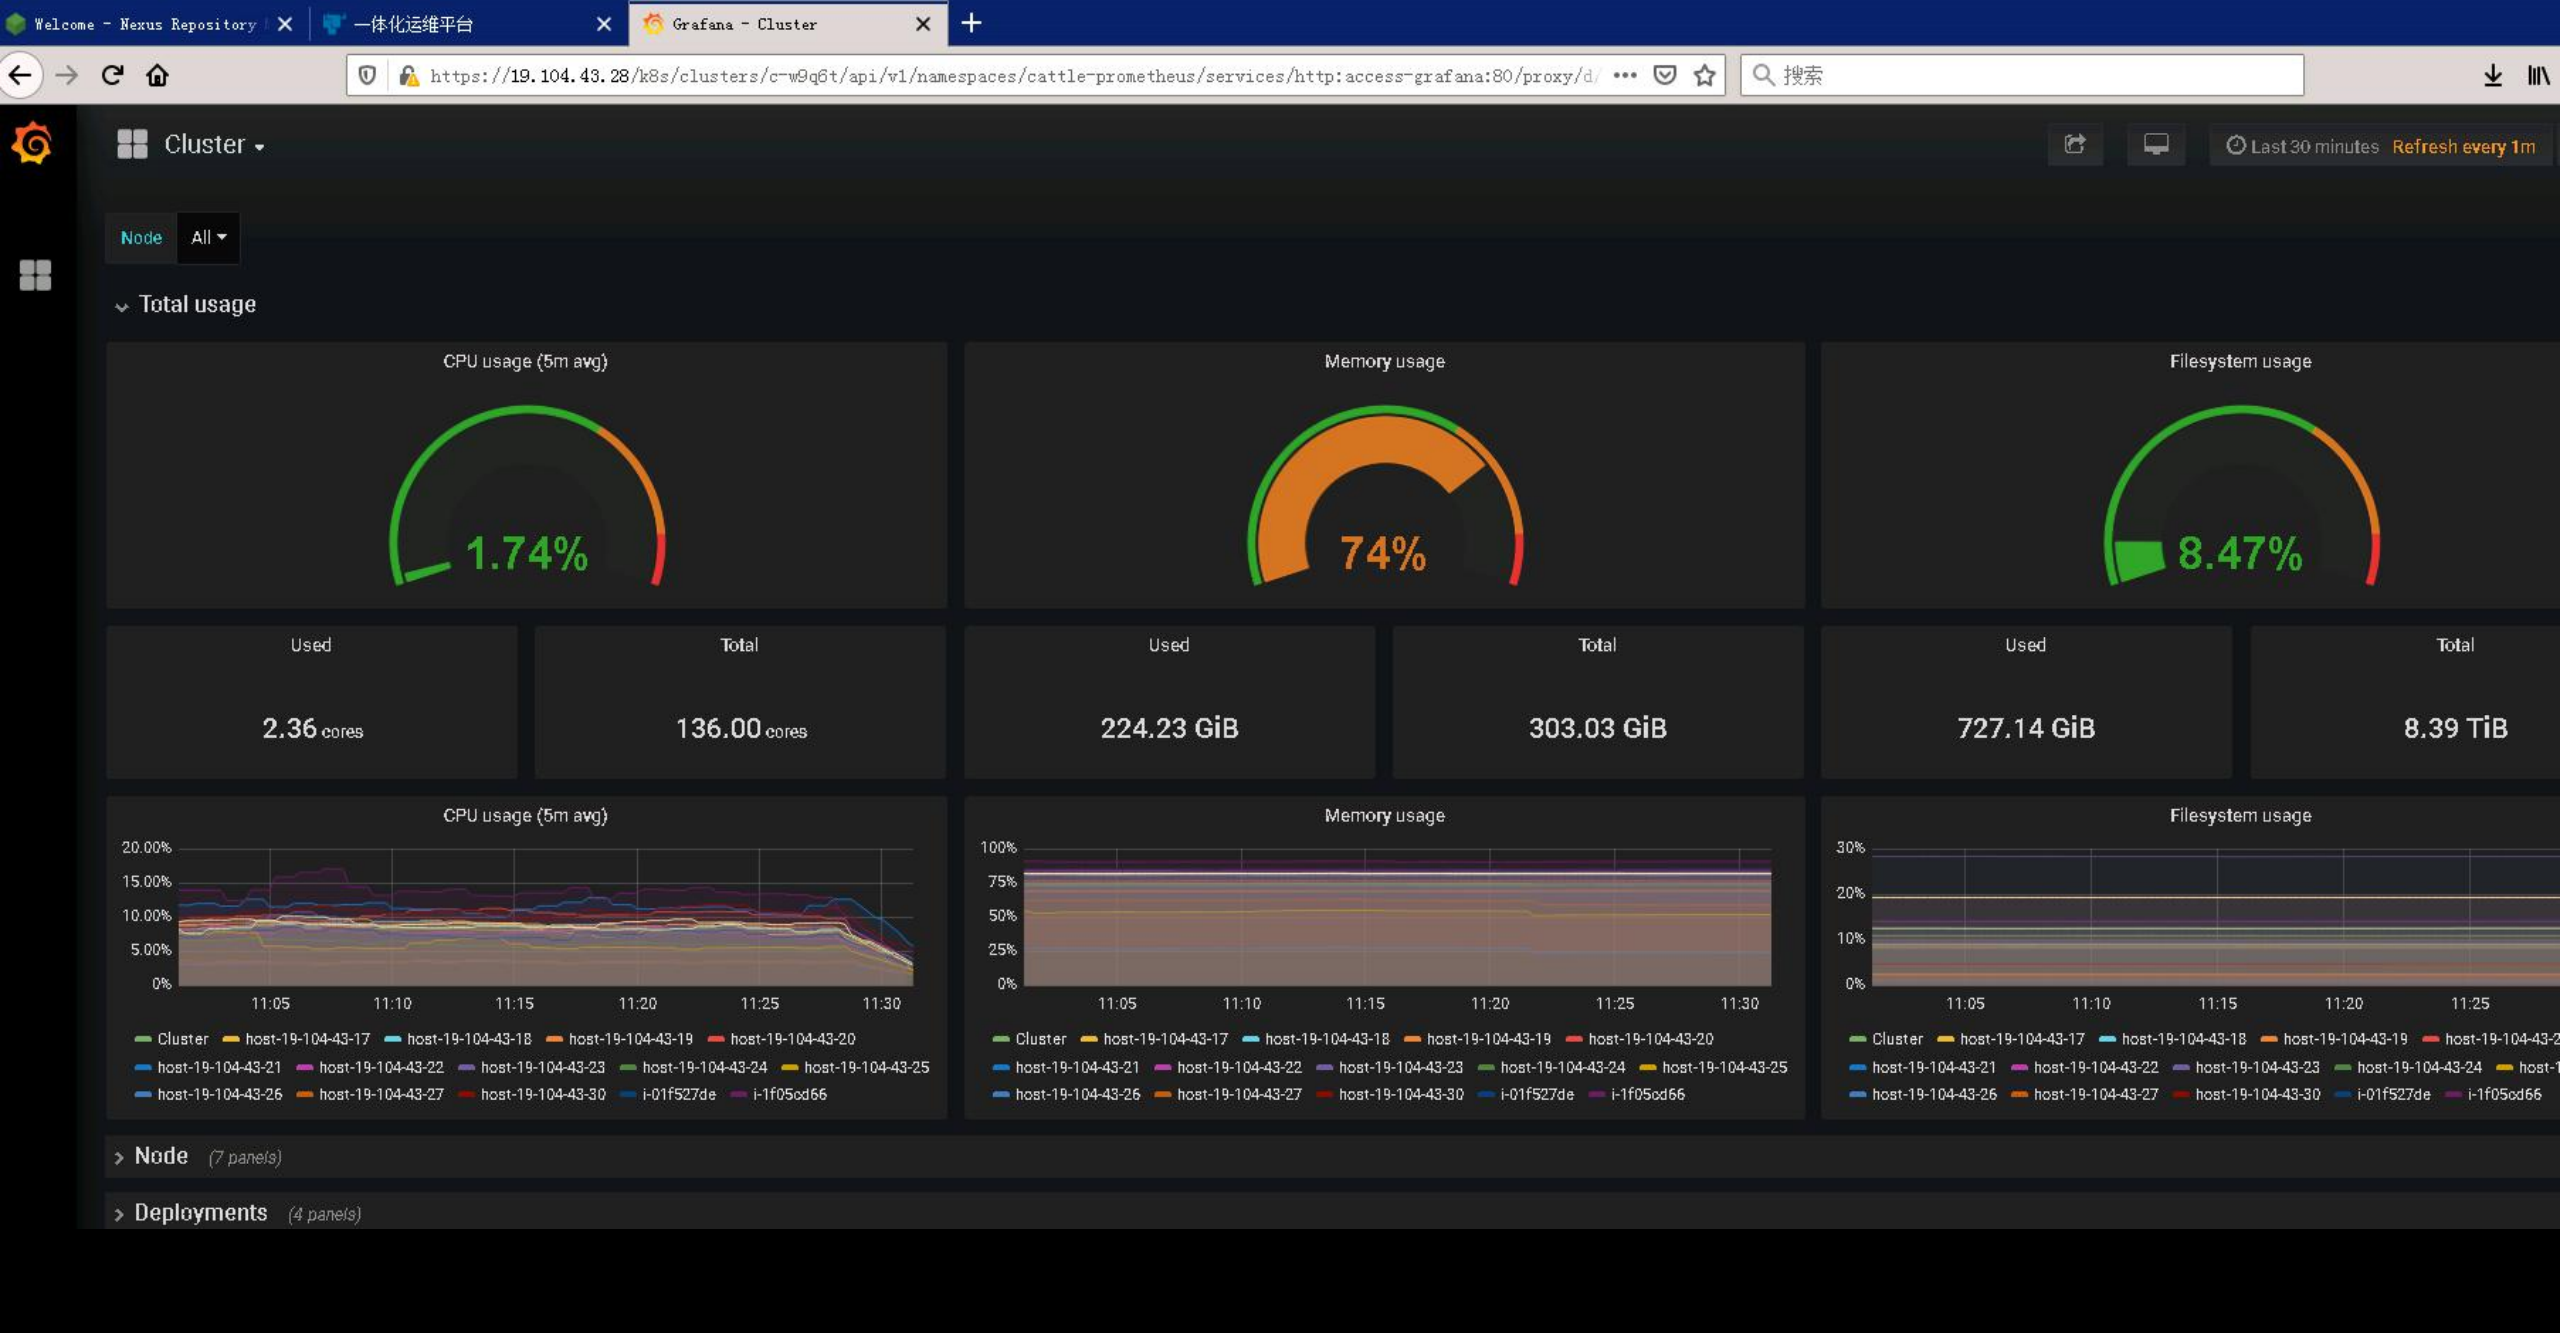 Welcome - Nexus Repository
一体化运维平台
Grafana - Cluster
https://19.104.43.28/k8s/clusters/c-w9q6t/api/v1/namespaces/cattle-prometheus/services/http:access-grafana:80/proxy/d/
搜索
Cluster
Last 30 minutes Refresh every 1m
Node All
Total usage
CPU usage (5m avg)
1.74%
Memory usage
74%
Filesystem usage
8.47%
Used
2.36 cores
Total
136.00 cores
Used
224.23 GiB
Total
303.03 GiB
Used
727.14 GiB
Total
8.39 TiB
CPU usage (5m avg)
20.00%
15.00%
10.00%
5.00%
0%
11:05 11:10 11:15 11:20 11:25 11:30
Cluster host-19-104-43-17 host-19-104-43-18 host-19-104-43-19 host-19-104-43-20
host-19-104-43-21 host-19-104-43-22 host-19-104-43-23 host-19-104-43-24 host-19-104-43-25
host-19-104-43-26 host-19-104-43-27 host-19-104-43-30 i-01f527de i-1f05cd66
Memory usage
100%
75%
50%
25%
0%
11:05 11:10 11:15 11:20 11:25 11:30
Cluster host-19-104-43-17 host-19-104-43-18 host-19-104-43-19 host-19-104-43-20
host-19-104-43-21 host-19-104-43-22 host-19-104-43-23 host-19-104-43-24 host-19-104-43-25
host-19-104-43-26 host-19-104-43-27 host-19-104-43-30 i-01f527de i-1f05cd66
Filesystem usage
30%
20%
10%
0%
11:05 11:10 11:15 11:20 11:25
Cluster host-19-104-43-17 host-19-104-43-18 host-19-104-43-19 host-19-104-43-2
host-19-104-43-21 host-19-104-43-22 host-19-104-43-23 host-19-104-43-24 host-1
host-19-104-43-26 host-19-104-43-27 host-19-104-43-30 i-01f527de i-1f05cd66
Node (7 panels)
Deployments (4 panels)